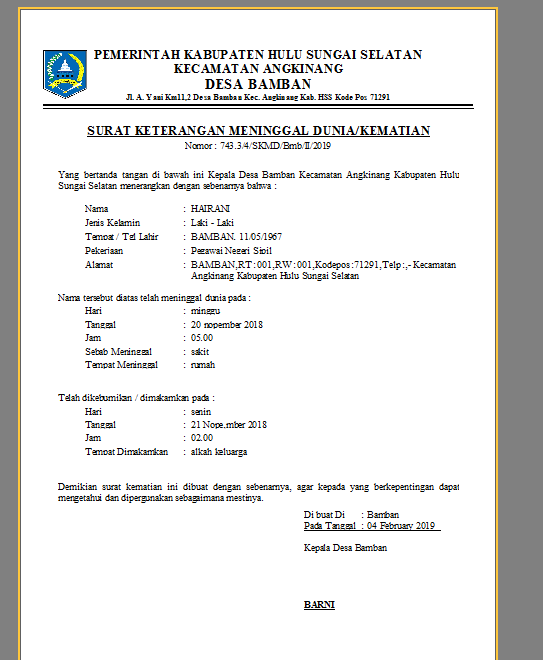 PEMERINTAH KABUPATEN HULU SUNGAI SELATAN
KECAMATAN ANGKINANG
DESA BAMBAN
Jl. A. Yani Km11,2 Desa Bamban Kec. Angkinang Kab. HSS Kode Pos 71291
SURAT KETERANGAN MENINGGAL DUNIA/KEMATIAN
Nomor : 743.3/4/SKMD/Bmb/II/2019
Yang bertanda tangan di bawah ini Kepala Desa Bamban Kecamatan Angkinang Kabupaten Hulu
Sungai Selatan menerangkan dengan sebenarnya bahwa :
Nama : HAIRANI
Jenis Kelamin : Laki - Laki
Tempat / Tgl Lahir : BAMBAN. 11/05/1967
Pekerjaan : Pegawai Negeri Sipil
Alamat : BAMBAN,RT:001,RW:001,Kodepos:71291,Telp:,- Kecamatan
Angkinang Kabupaten Hulu Sungai Selatan
Nama tersebut diatas telah meninggal dunia pada :
Hari : minggu
Tanggal : 20 nopember 2018
Jam : 05.00
Sebab Meninggal : sakit
Tempat Meninggal : rumah
Telah dikebumikan / dimakamkan pada :
Hari : senin
Tanggal : 21 Nope,mber 2018
Jam : 02.00
Tempat Dimakamkan : alkah keluarga
Demikian surat kematian ini dibuat dengan sebenarnya, agar kepada yang berkepentingan dapat
mengetahui dan dipergunakan sebagaimana mestinya.
Di buat Di : Bamban
Pada Tanggal : 04 February 2019
Kepala Desa Bamban
BARNI